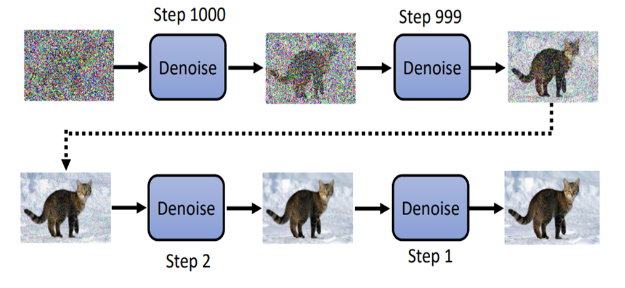 Step 1000
Step 999
Denoise
Denoise
Denoise
Denoise
Step 2
Step 1